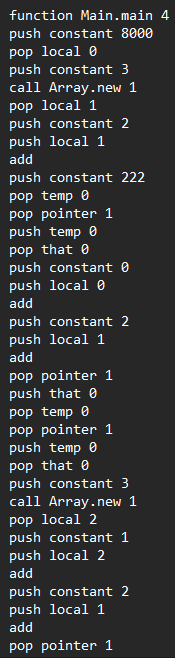 function Main.main 4
push constant 8000
pop local 0
push constant 3
call Array.new 1
pop local 1
push constant 2
push local 1
add
push constant 222
pop temp 0
pop pointer 1
push temp 0
pop that 0
push constant 0
push local 0
add
push constant 2
push local 1
add
pop pointer 1
push that 0
pop temp 0
pop pointer 1
push temp 0
pop that 0
push constant 3
call Array.new 1
pop local 2
push constant 1
push local 2
add
push constant 2
push local 1
add
pop pointer 1